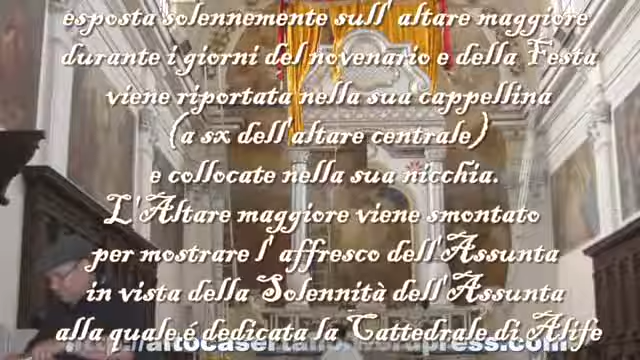 esposta solennemente sull' altare maggiore
durante i giorni del novenario e della Festa
viene riportata nella sua cappellina
(a sx dell'altare centrale)
e collocate nella sua nicchia.
L'Altare maggiore viene smontato
per mostrare l' affresco dell'Assunta
in vista della Solennità dell'Assunta
alla quale é dedicata la Cattedrale di Alife